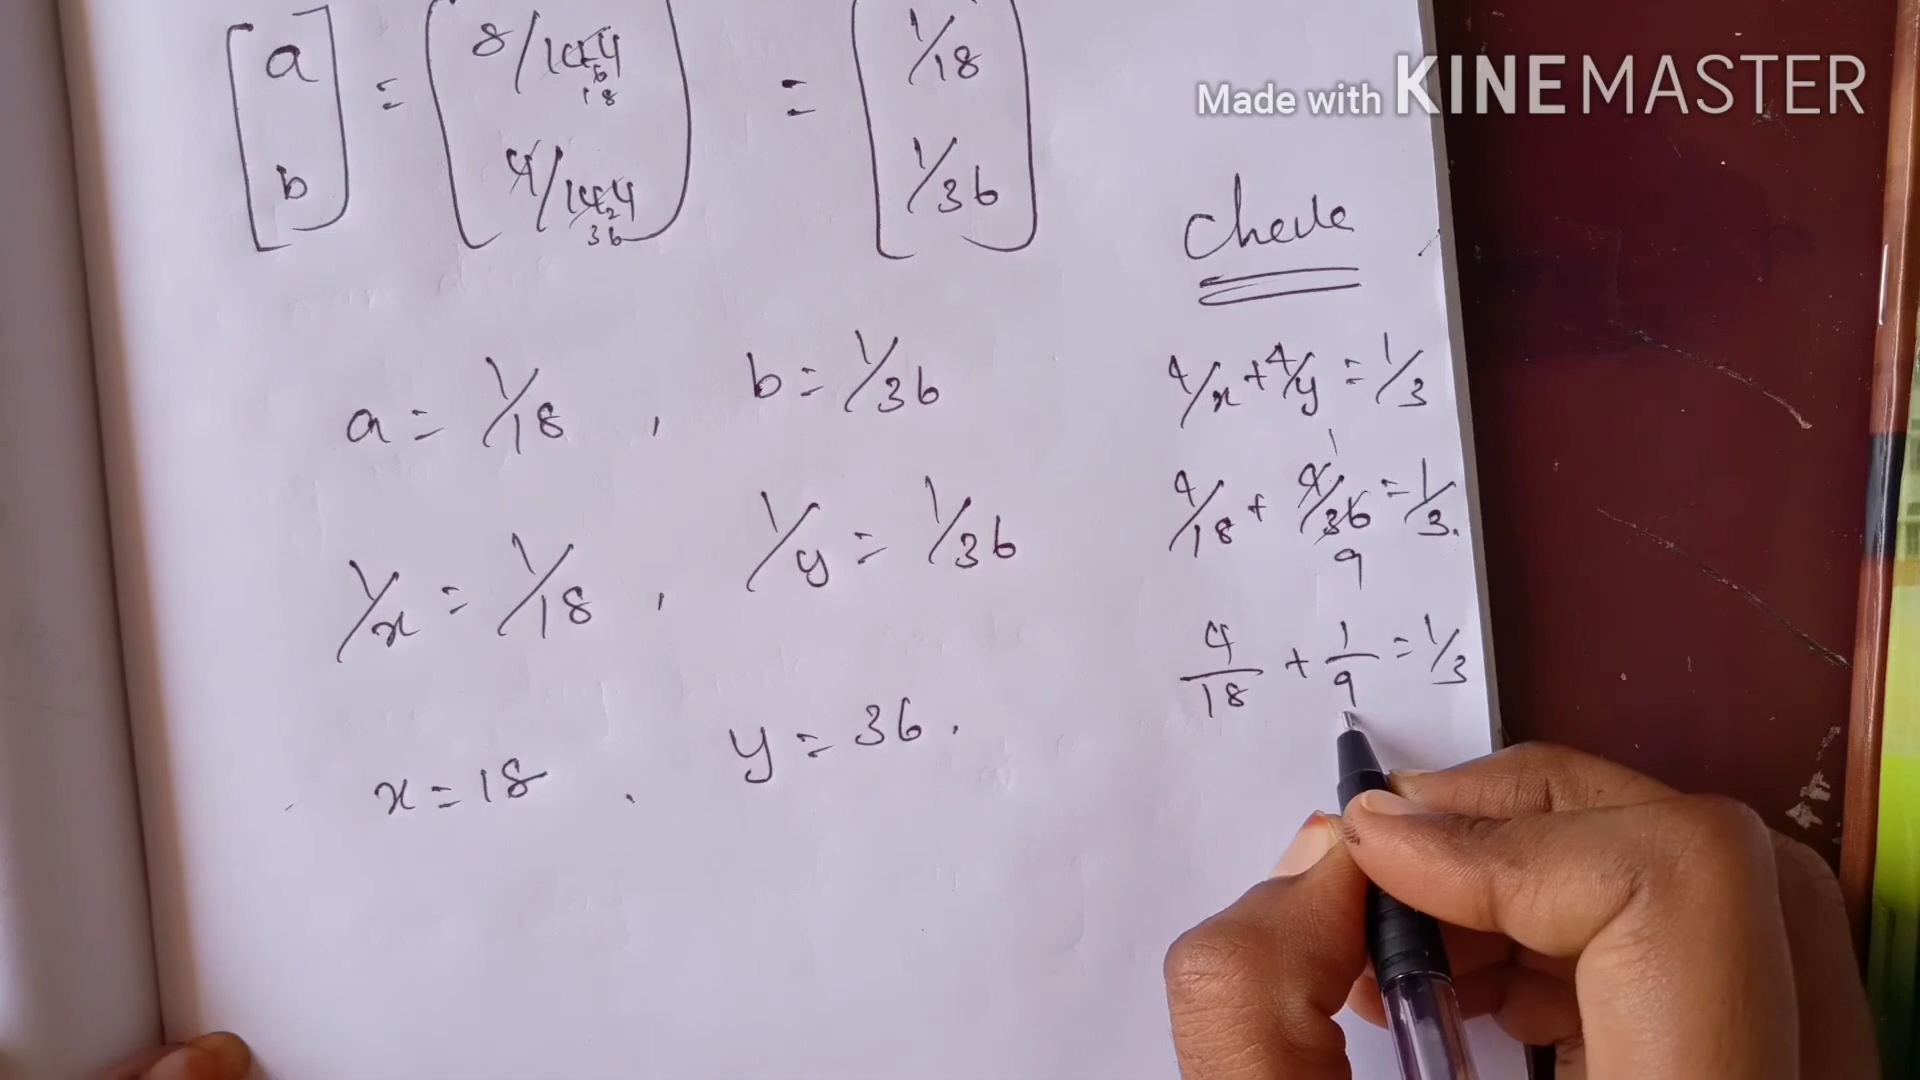 [a b] = (8/144 4/144) = (1/18 1/36)
Made with KINEMASTER
Check
a = 1/18 , b = 1/36
4/x + 4/y = 1/3
4/18 + 4/36 = 1/3.
1/x = 1/18 , 1/y = 1/36
4/18 + 1/9 = 1/3
x = 18 . y = 36 .